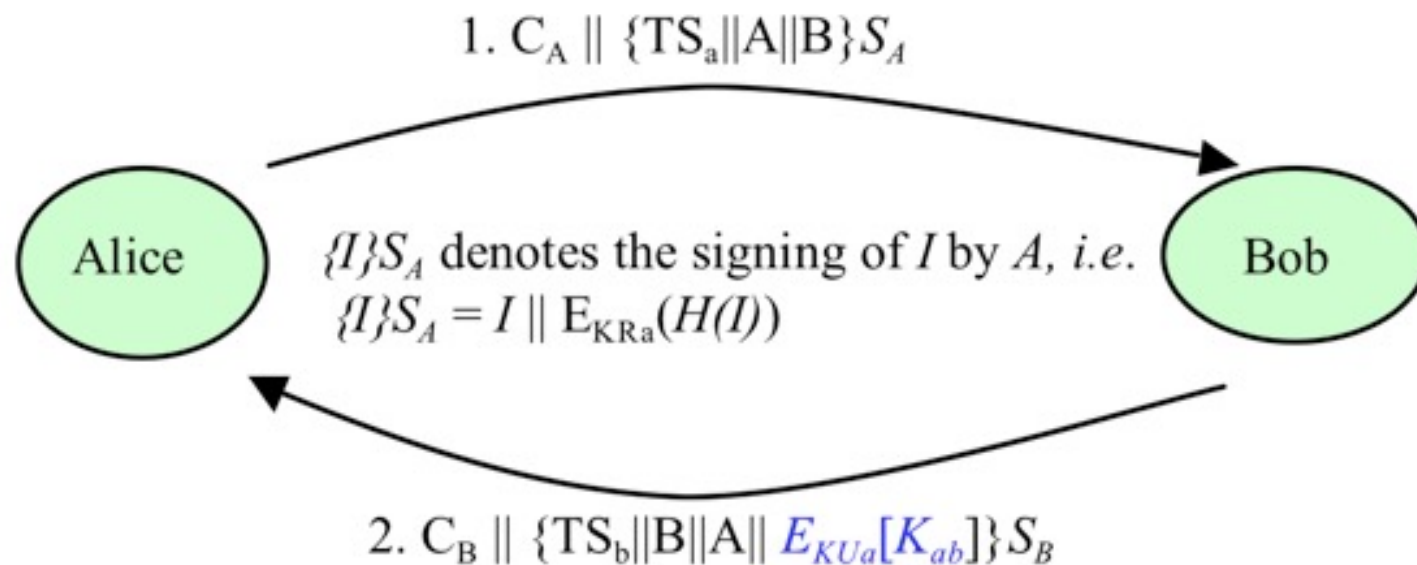 1. C_A || {TS_a||A||B}S_A
Alice
{I}S_A denotes the signing of I by A, i.e.
{I}S_A = I || E_KRa(H(I))
Bob
2. C_B || {TS_b||B||A|| E_KUa[K_ab]}S_B